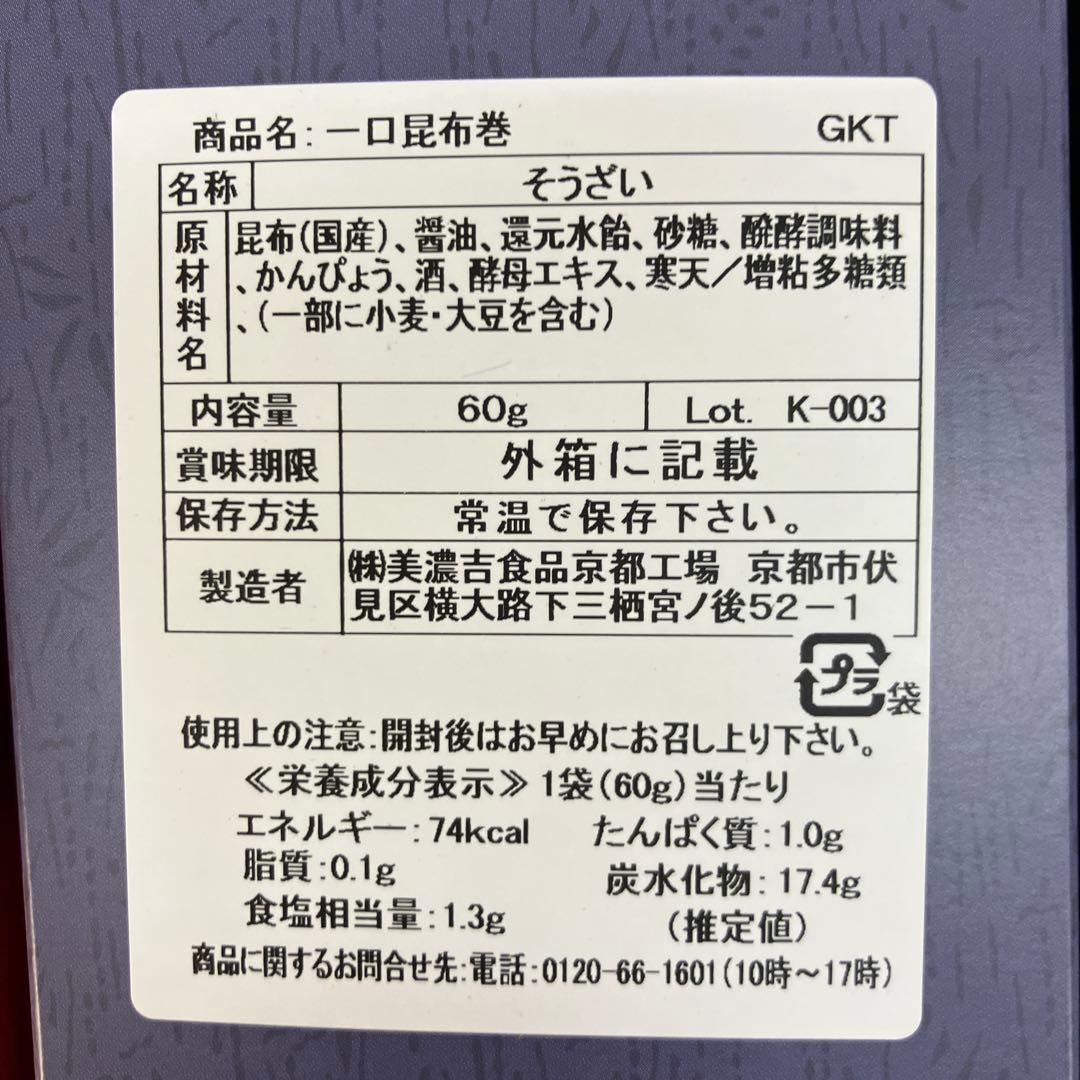 商品名:一口昆布巻 GKT
名称 そうざい
原材料名 昆布(国産)、醤油、還元水飴、砂糖、醗酵調味料
、かんぴょう、酒、酵母エキス、寒天／増粘多糖類
、(一部に小麦・大豆を含む)
内容量 60g Lot. K-003
賞味期限 外箱に記載
保存方法 常温で保存下さい。
製造者 ㈱美濃吉食品京都工場 京都市伏
見区横大路下三栖宮ノ後52－1
プラ 袋
使用上の注意:開封後はお早めにお召し上り下さい。
≪栄養成分表示≫1袋(60g)当たり
エネルギー:74kcal たんぱく質:1.0g
脂質:0.1g 炭水化物:17.4g
食塩相当量:1.3g (推定値)
商品に関するお問合せ先:電話:0120-66-1601(10時～17時)